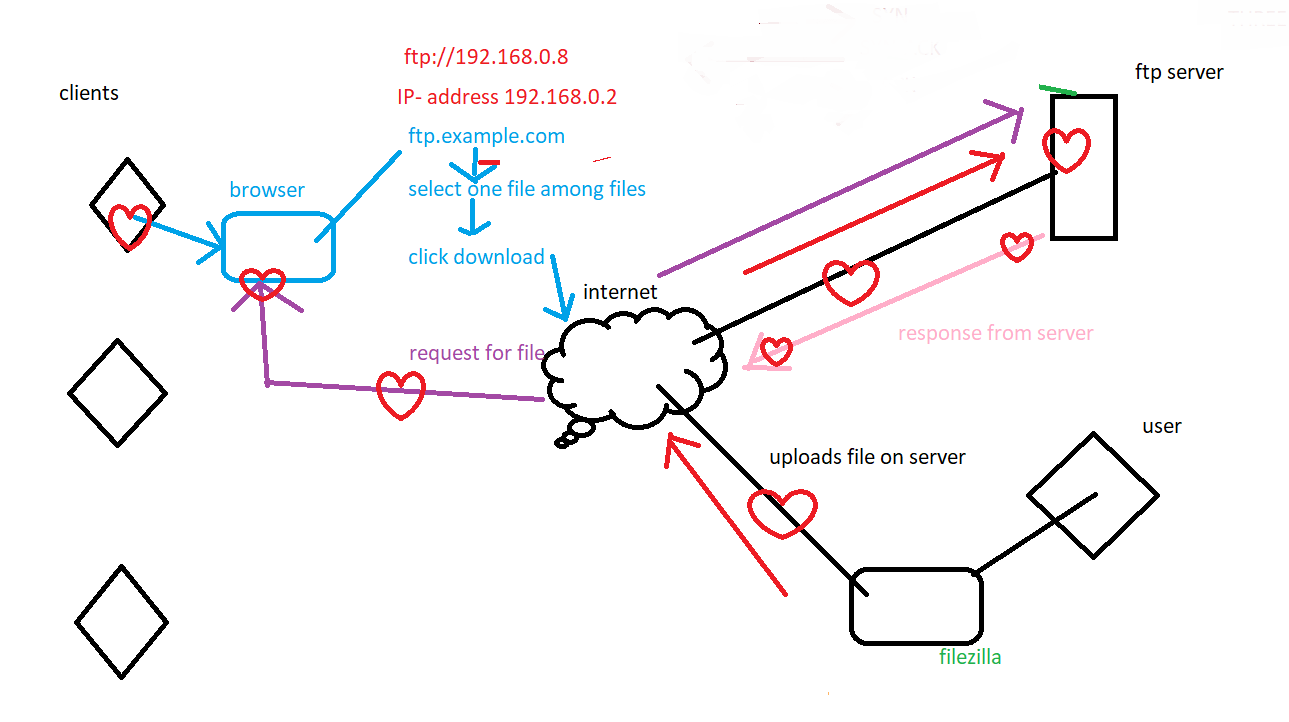 ftp://192.168.0.8
ftp server
clients
IP- address 192.168.0.2
ftp.example.com
browser
select one file among files
click download
internet
response from server
request for file
user
uploads file on server
filezilla